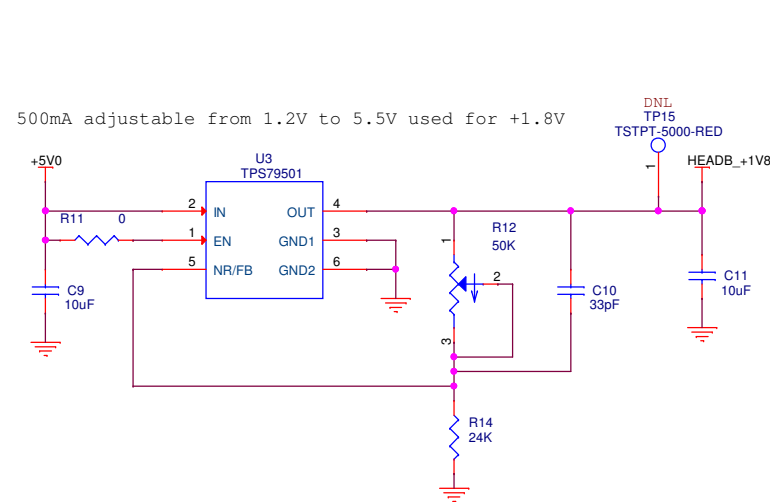 DNL
TP15
TSTPT-5000-RED
500mA adjustable from 1.2V to 5.5V used for +1.8V
+5V0
U3
TPS79501
1
HEADB_+1V8
R11 0
2 IN OUT 4
1 EN GND1 3
5 NR/FB GND2 6
R12
50K
1
2
3
C9
10uF
C10
33pF
C11
10uF
R14
24K